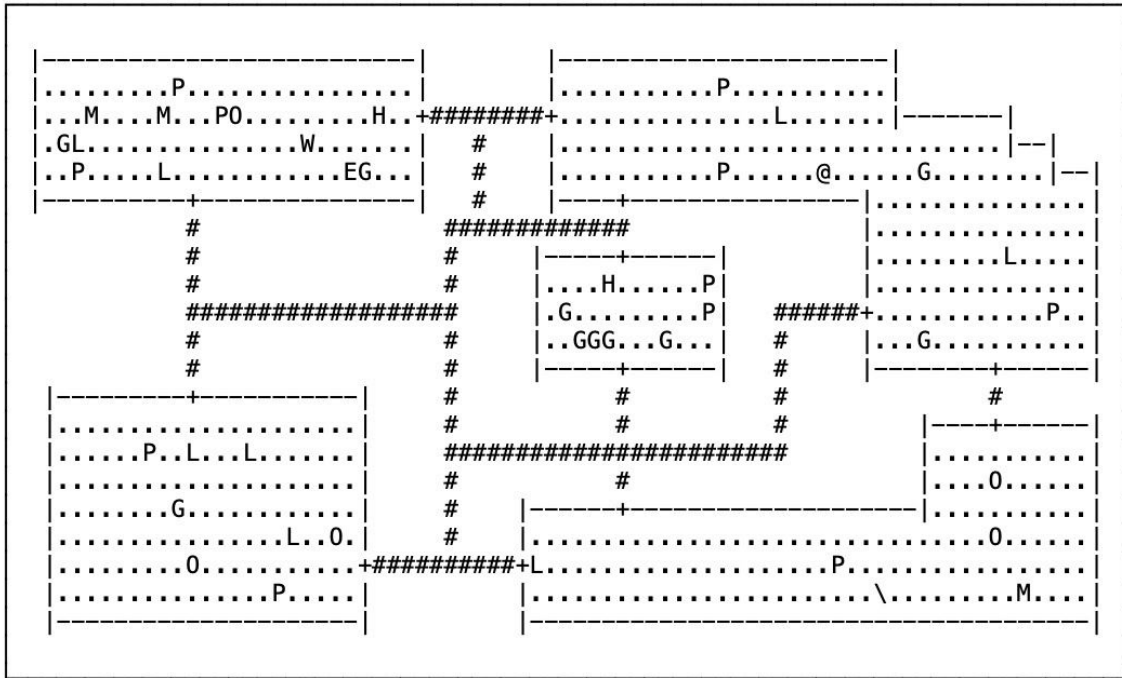 |--------------------------|        |-----------------------|
|.........P................|        |...........P...........|
|...M....M...PO.........H..+########+...............L.......|-------|
|.GL...............W.......|   #    |...............................|--|
|..P.....L............EG...|   #    |...........P......@......G........|--|
|----------+---------------|   #    |----+----------------|...............|
           #                 #############                |...............|
           #                 #     |-----+------|         |.........L.....|
           #                 #     |....H......P|         |...............|
           ###################     |.G.........P|   ######+............P..|
           #                 #     |..GGG...G...|   #     |...G...........|
           #                 #     |-----+------|   #     |--------+------|
 |---------+-----------|     #           #          #              #
 |.....................|     #           #          #         |----+------|
 |......P..L...L.......|     ########################         |...........|
 |.....................|     #           #                    |....O......|
 |........G............|     #    |------+--------------------|...........|
 |................L..O.|     #    |................................O......|
 |.........O...........+##########+L....................P.................|
 |...............P.....|          |........................\.........M....|
 |---------------------|          |---------------------------------------|